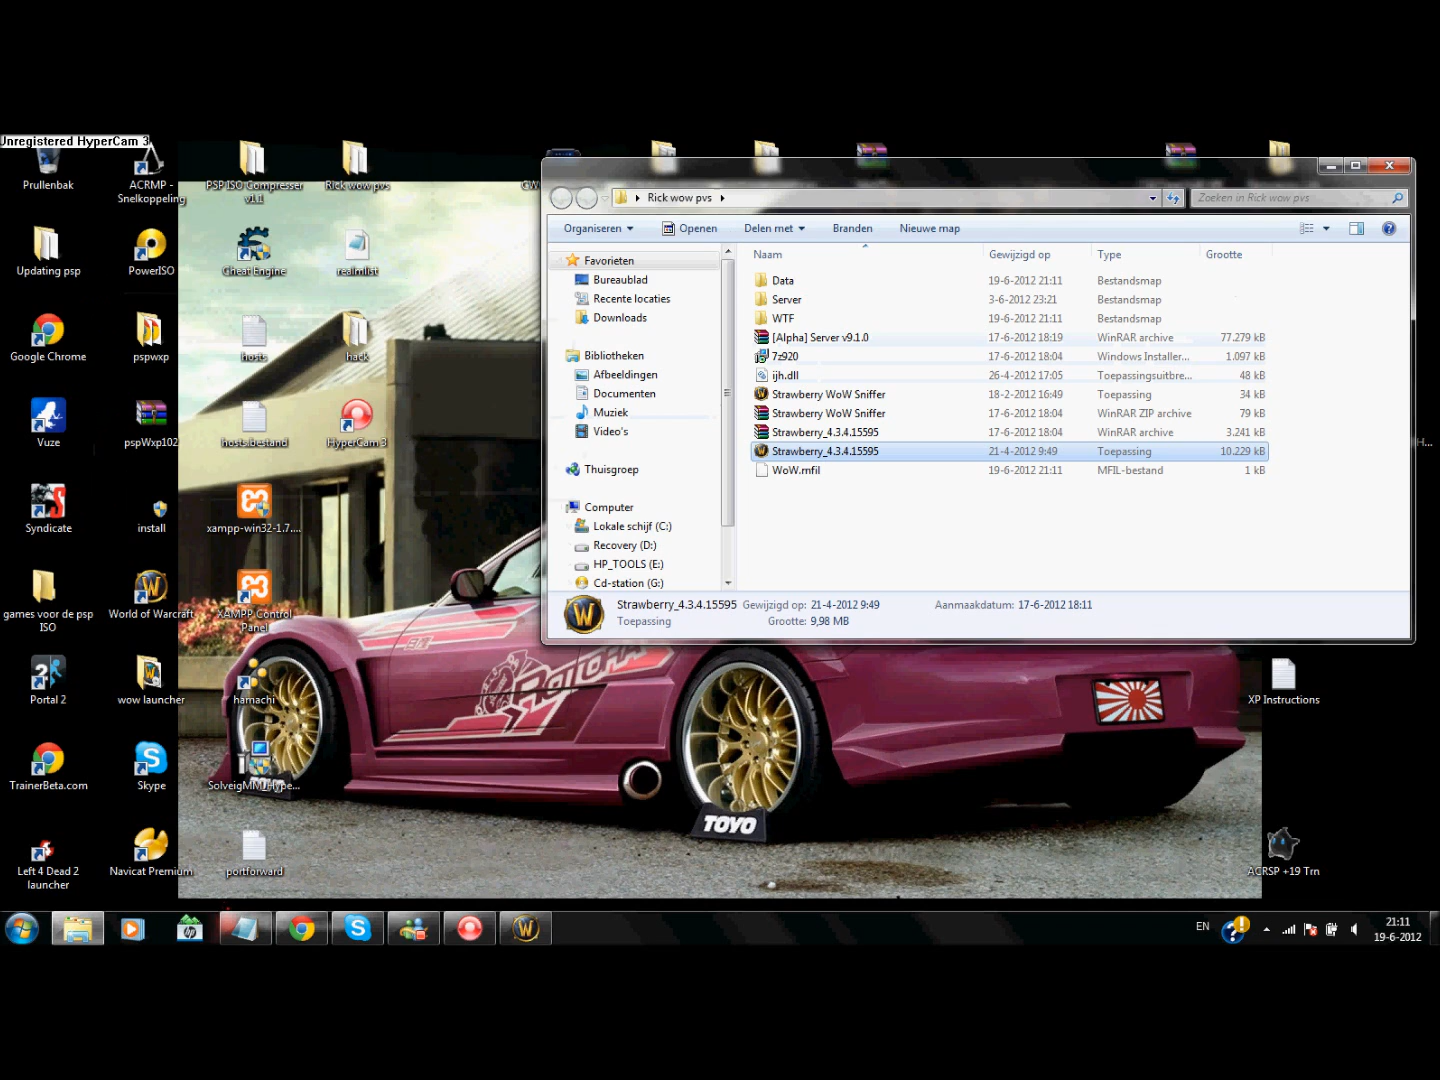 Unregistered HyperCam 3
Prullenbak
ACRMP -
Snelkoppeling
PSP ISO Compresser
v1.1
Rick wow pvs
GW
Updating psp
PowerISO
Cheat Engine
realmlist
Google Chrome
pspwxp
hosts
hack
Vuze
pspWxp102
hosts.bestand
HyperCam 3
Syndicate
install
xampp-win32-1.7....
games voor de psp
ISO
World of Warcraft
XAMPP Control
Panel
Portal 2
wow launcher
hamachi
TrainerBeta.com
Skype
SolveigMM_Hype...
Left 4 Dead 2
launcher
Navicat Premium
portforward
Rick wow pvs
Zoeken in Rick wow pvs
Organiseren
Openen
Delen met
Branden
Nieuwe map
Favorieten
Bureaublad
Recente locaties
Downloads
Bibliotheken
Afbeeldingen
Documenten
Muziek
Video's
Thuisgroep
Computer
Lokale schijf (C:)
Recovery (D:)
HP_TOOLS (E:)
Cd-station (G:)
Naam Gewijzigd op Type Grootte
Data 19-6-2012 21:11 Bestandsmap
Server 3-6-2012 23:21 Bestandsmap
WTF 19-6-2012 21:11 Bestandsmap
[Alpha] Server v9.1.0 17-6-2012 18:19 WinRAR archive 77.279 kB
7z920 17-6-2012 18:04 Windows Installer... 1.097 kB
ijh.dll 26-4-2012 17:05 Toepassingsuitbre... 48 kB
Strawberry WoW Sniffer 18-2-2012 16:49 Toepassing 34 kB
Strawberry WoW Sniffer 17-6-2012 18:04 WinRAR ZIP archive 79 kB
Strawberry_4.3.4.15595 17-6-2012 18:04 WinRAR archive 3.241 kB
Strawberry_4.3.4.15595 21-4-2012 9:49 Toepassing 10.229 kB
WoW.mfil 19-6-2012 21:11 MFIL-bestand 1 kB
Strawberry_4.3.4.15595 Gewijzigd op: 21-4-2012 9:49 Aanmaakdatum: 17-6-2012 18:11
Toepassing Grootte: 9,98 MB
H...
XP Instructions
TOYO
ACRSP +19 Trn
EN
21:11
19-6-2012